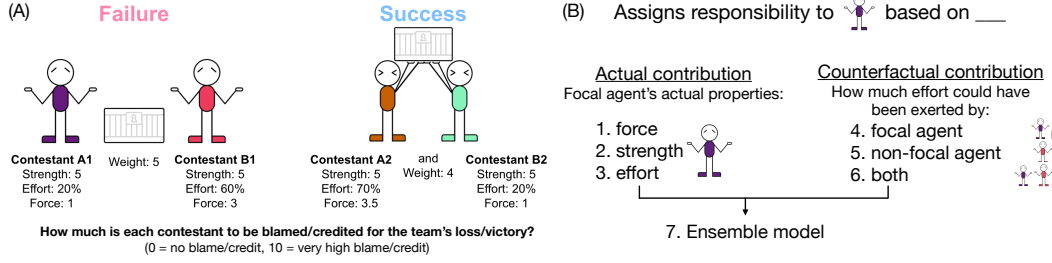 (A)
Failure
Success
Contestant A1
Strength: 5
Effort: 20%
Force: 1
Weight: 5
Contestant B1
Strength: 5
Effort: 60%
Force: 3
Contestant A2
Strength: 5
Effort: 70%
Force: 3.5
and
Weight: 4
Contestant B2
Strength: 5
Effort: 20%
Force: 1
How much is each contestant to be blamed/credited for the team's loss/victory?
(0 = no blame/credit, 10 = very high blame/credit)
(B)
Assigns responsibility to based on ___
Actual contribution
Focal agent's actual properties:
1. force
2. strength
3. effort
Counterfactual contribution
How much effort could have
been exerted by:
4. focal agent
5. non-focal agent
6. both
7. Ensemble model